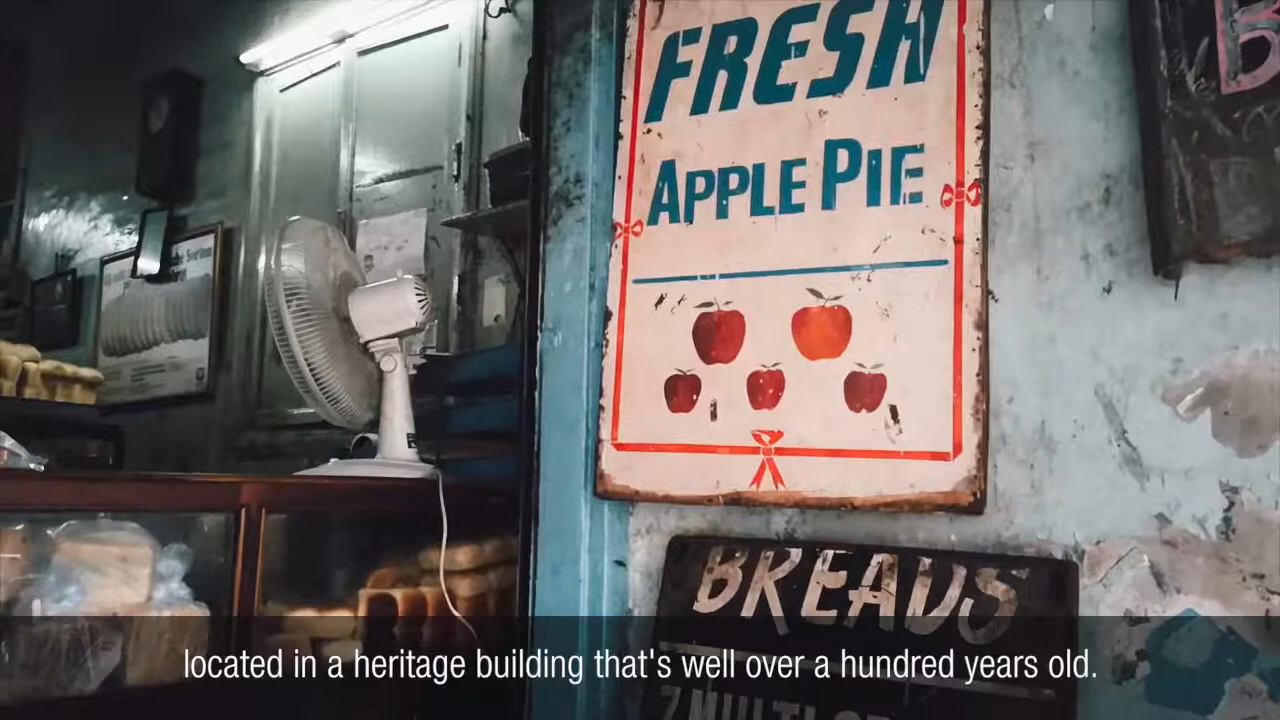 FRESH
APPLE PIE
BREADS
located in a heritage building that's well over a hundred years old.